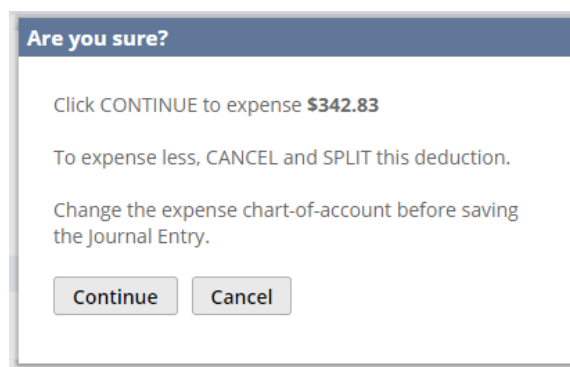 Are you sure?
Click CONTINUE to expense $342.83
To expense less, CANCEL and SPLIT this deduction.
Change the expense chart-of-account before saving
the Journal Entry.
Continue Cancel